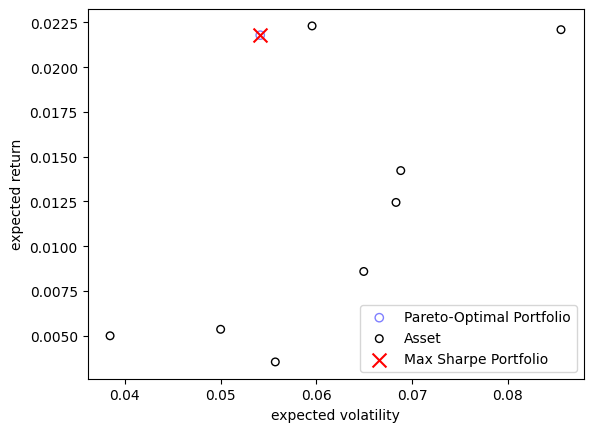 0.0225
0.0200
0.0175
0.0150
0.0125
0.0100
0.0075
0.0050
expected return
0.04 0.05 0.06 0.07 0.08
expected volatility
Pareto-Optimal Portfolio
Asset
Max Sharpe Portfolio